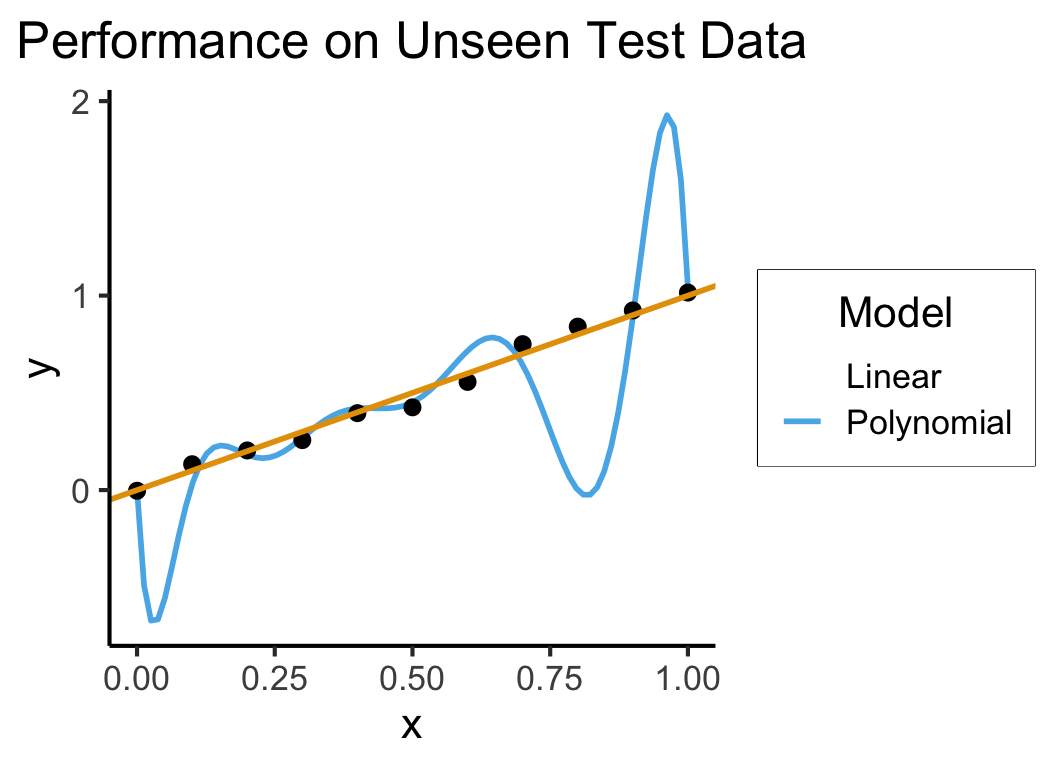 Performance on Unseen Test Data
2
1
0
y
0.00 0.25 0.50 0.75 1.00
x
Model
Linear
Polynomial